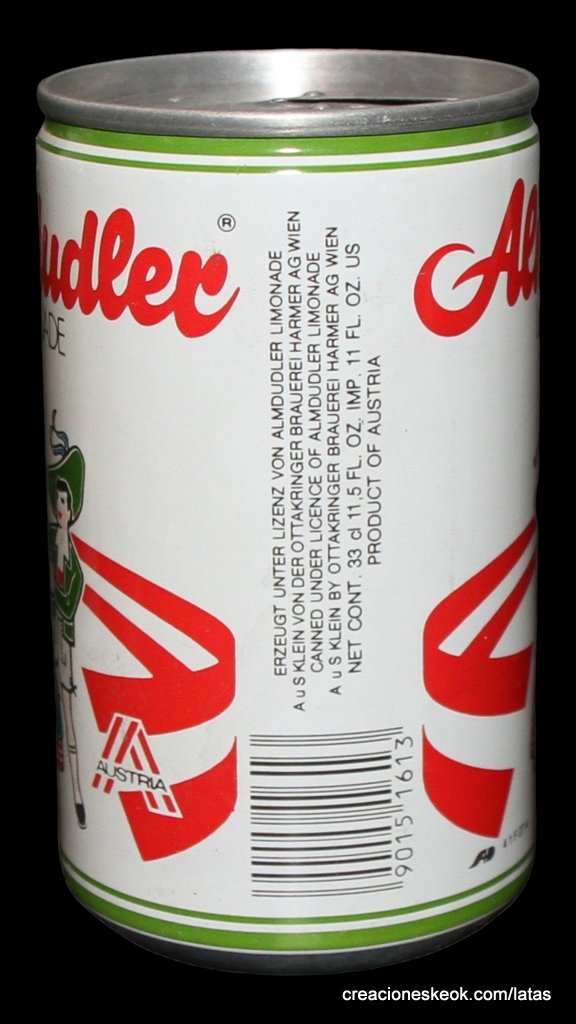 udler®
ADE
Al
ERZEUGT UNTER LIZENZ VON ALMDUDLER LIMONADE
A u S KLEIN VON DER OTTAKRINGER BRAUEREI HARMER AG WIEN
CANNED UNDER LICENCE OF ALMDUDLER LIMONADE
A u S KLEIN BY OTTAKRINGER BRAUEREI HARMER AG WIEN
NET CONT. 33 cl 11,5 FL. OZ. IMP. 11 FL. OZ. US
PRODUCT OF AUSTRIA
AUSTRIA
9015 1613
creacioneskeok.com/latas